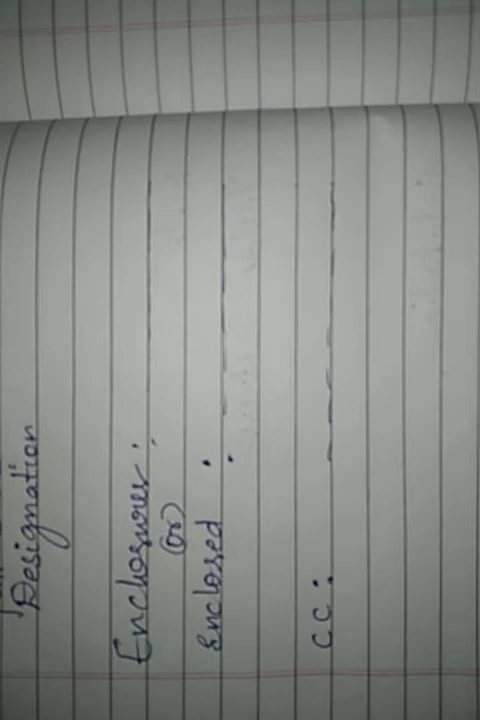 Designation
Enclosures :
(or)
Enclosed :
CC :